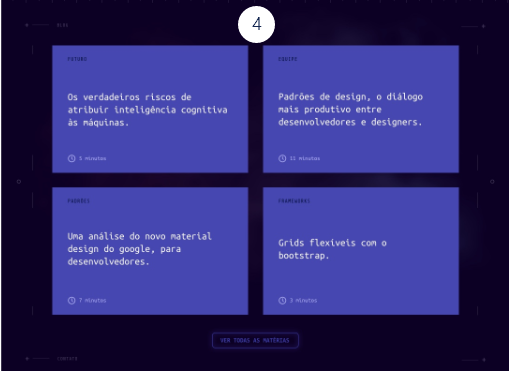 4
BLOG
FUTURO
EQUIPE
Os verdadeiros riscos de
atribuir inteligência cognitiva
às máquinas.
Padrões de design, o diálogo
mais produtivo entre
desenvolvedores e designers.
5 minutos
11 minutos
PADRÕES
FRAMEWORKS
Uma análise do novo material
design do google, para
desenvolvedores.
Grids flexíveis com o
bootstrap.
7 minutos
3 minutos
VER TODAS AS MATÉRIAS
CONTATO